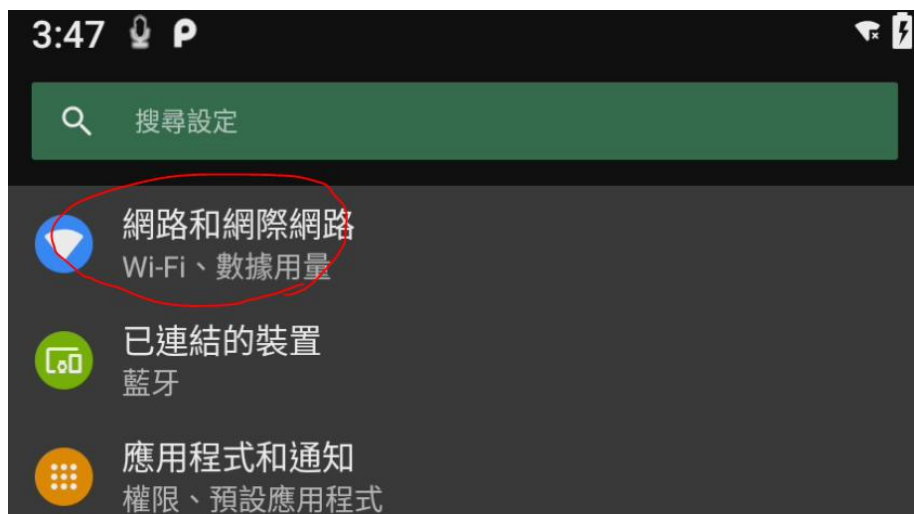 3:47
搜尋設定
網路和網際網路
Wi-Fi、數據用量
已連結的裝置
藍牙
應用程式和通知
權限、預設應用程式